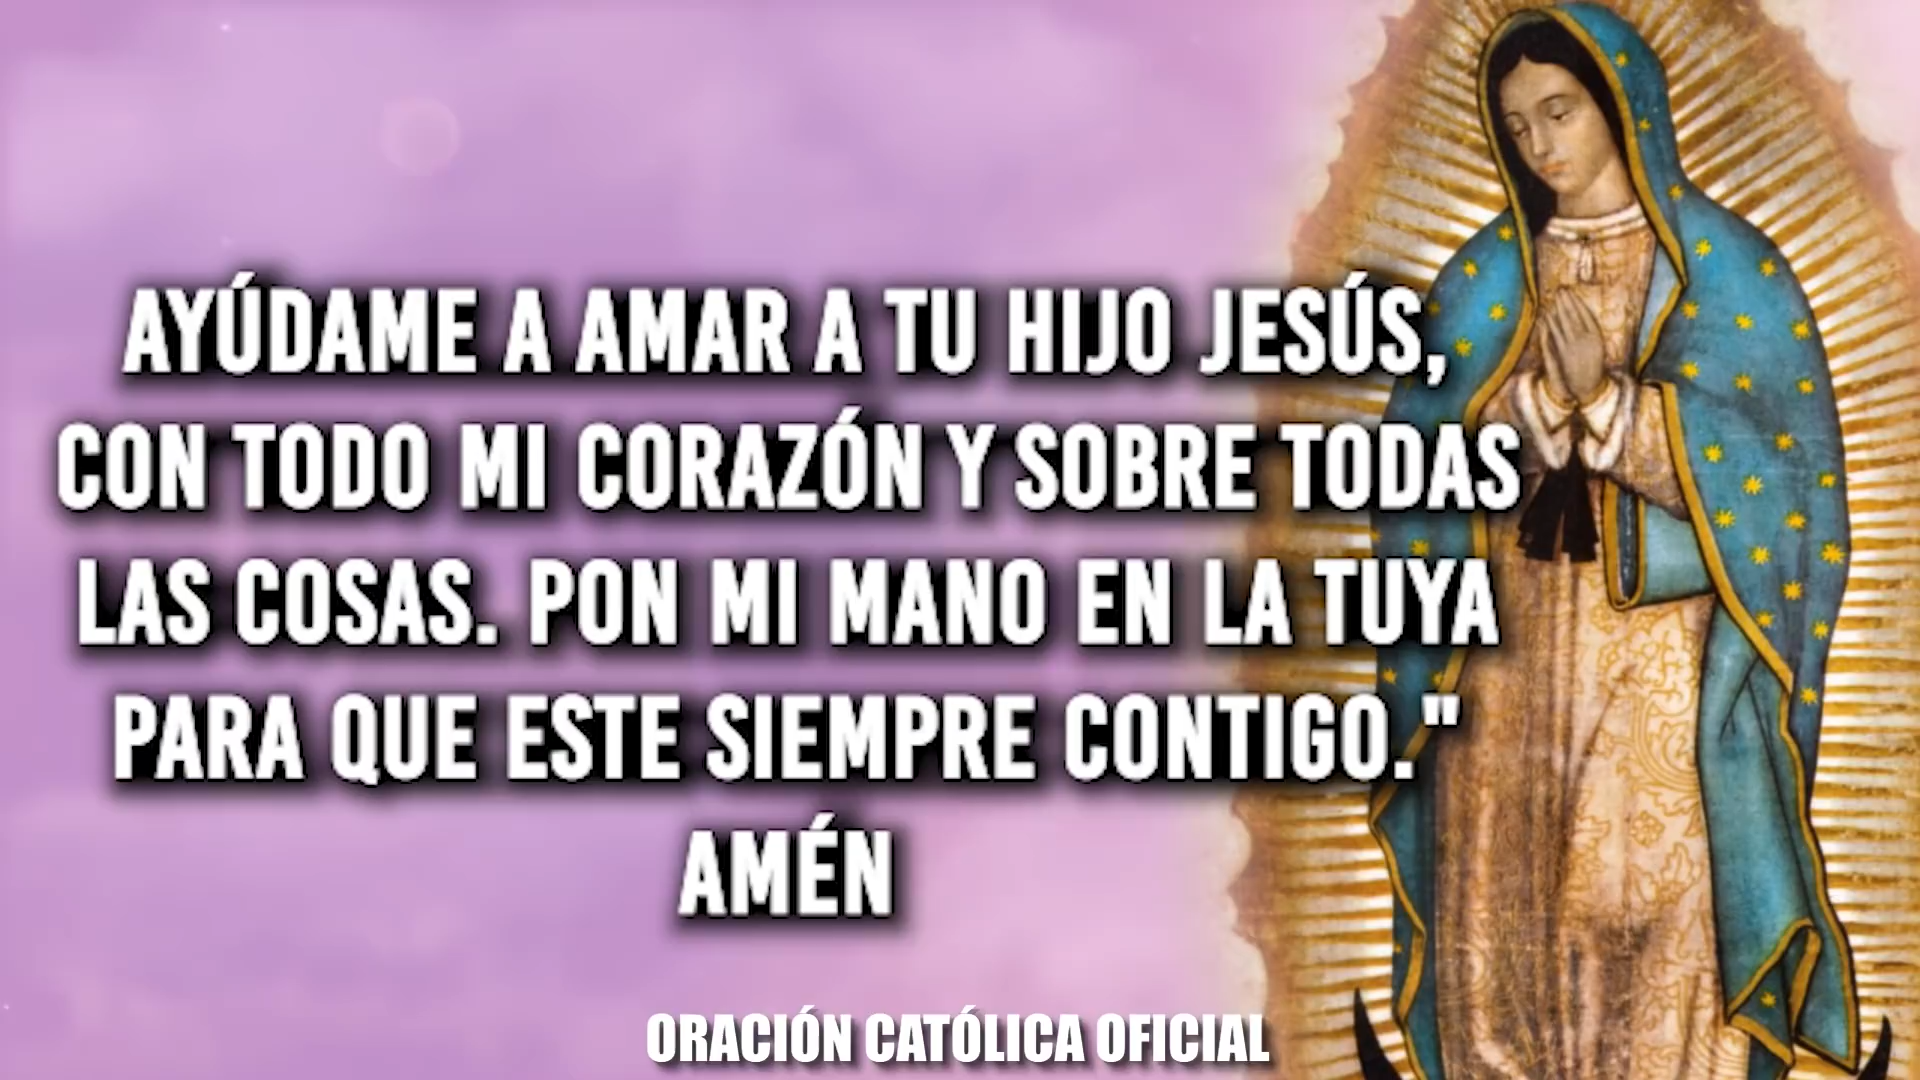 AYÚDAME A AMAR A TU HIJO JESÚS,
CON TODO MI CORAZÓN Y SOBRE TODAS
LAS COSAS. PON MI MANO EN LA TUYA
PARA QUE ESTE SIEMPRE CONTIGO."
AMÉN
ORACIÓN CATÓLICA OFICIAL